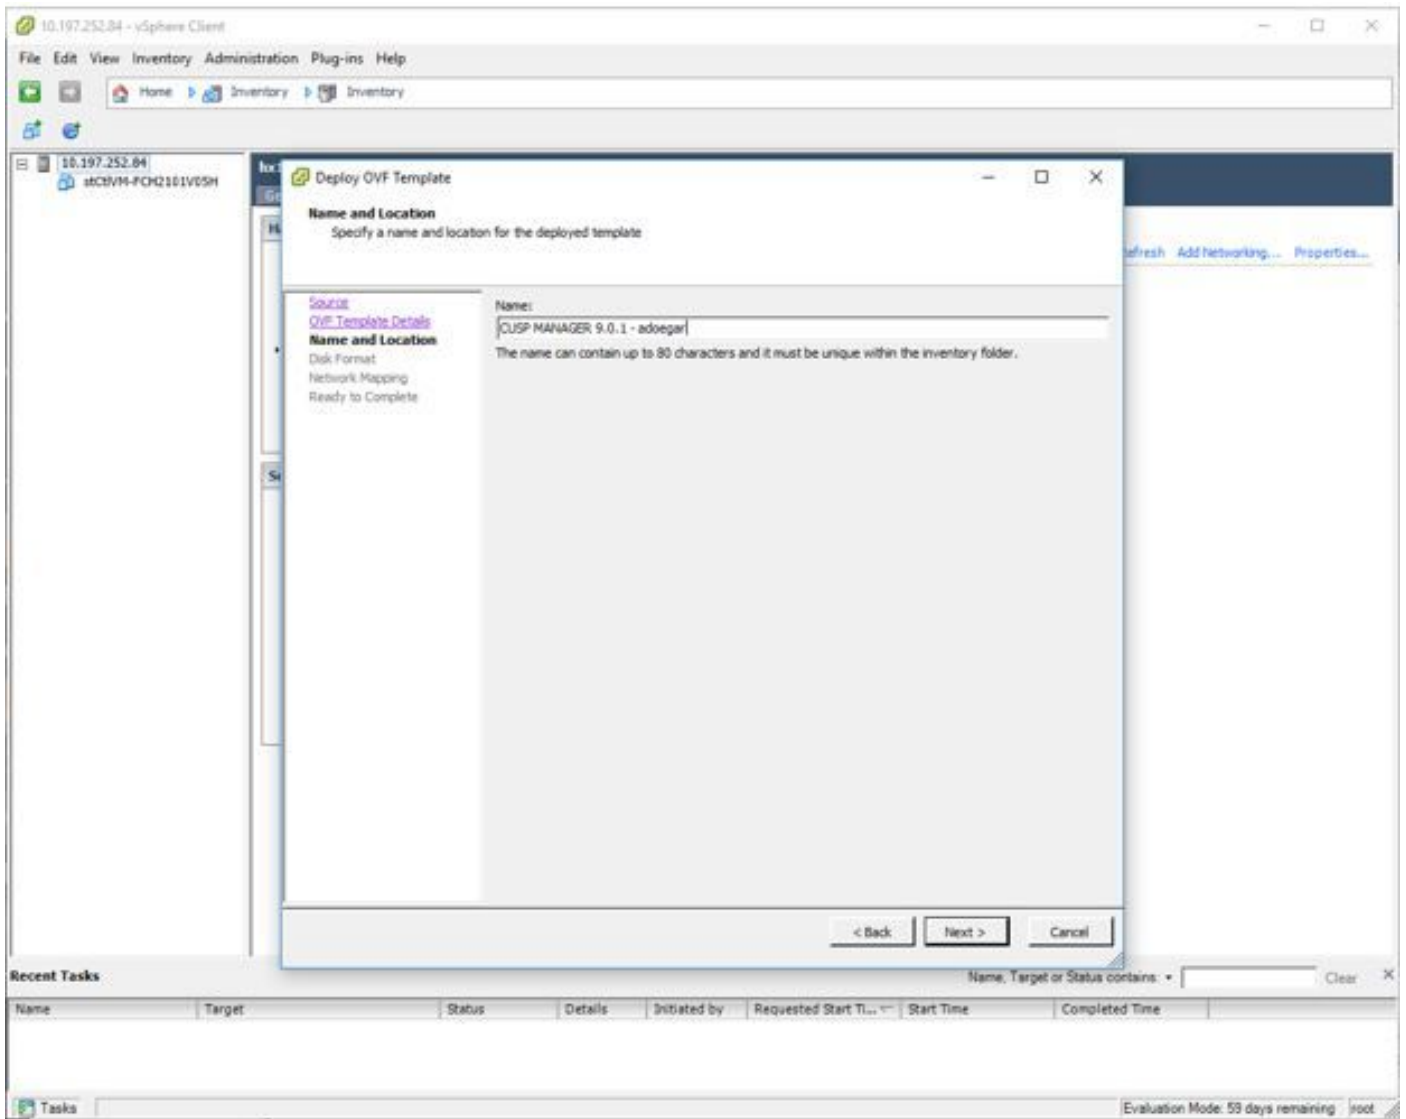 10.197.252.84 - vSphere Client
File Edit View Inventory Administration Plug-ins Help
Home Inventory Inventory
10.197.252.84
stCtlVM-FCH2101V0SH
Deploy OVF Template
Name and Location
Specify a name and location for the deployed template
efresh Add Networking... Properties...
Source
OVF Template Details
Name and Location
Disk Format
Network Mapping
Ready to Complete
Name:
CUSP MANAGER 9.0.1 - adoegar
The name can contain up to 80 characters and it must be unique within the inventory folder.
< Back Next > Cancel
Recent Tasks
Name, Target or Status contains: Clear
Name Target Status Details Initiated by Requested Start Ti... Start Time Completed Time
Tasks
Evaluation Mode: 59 days remaining root